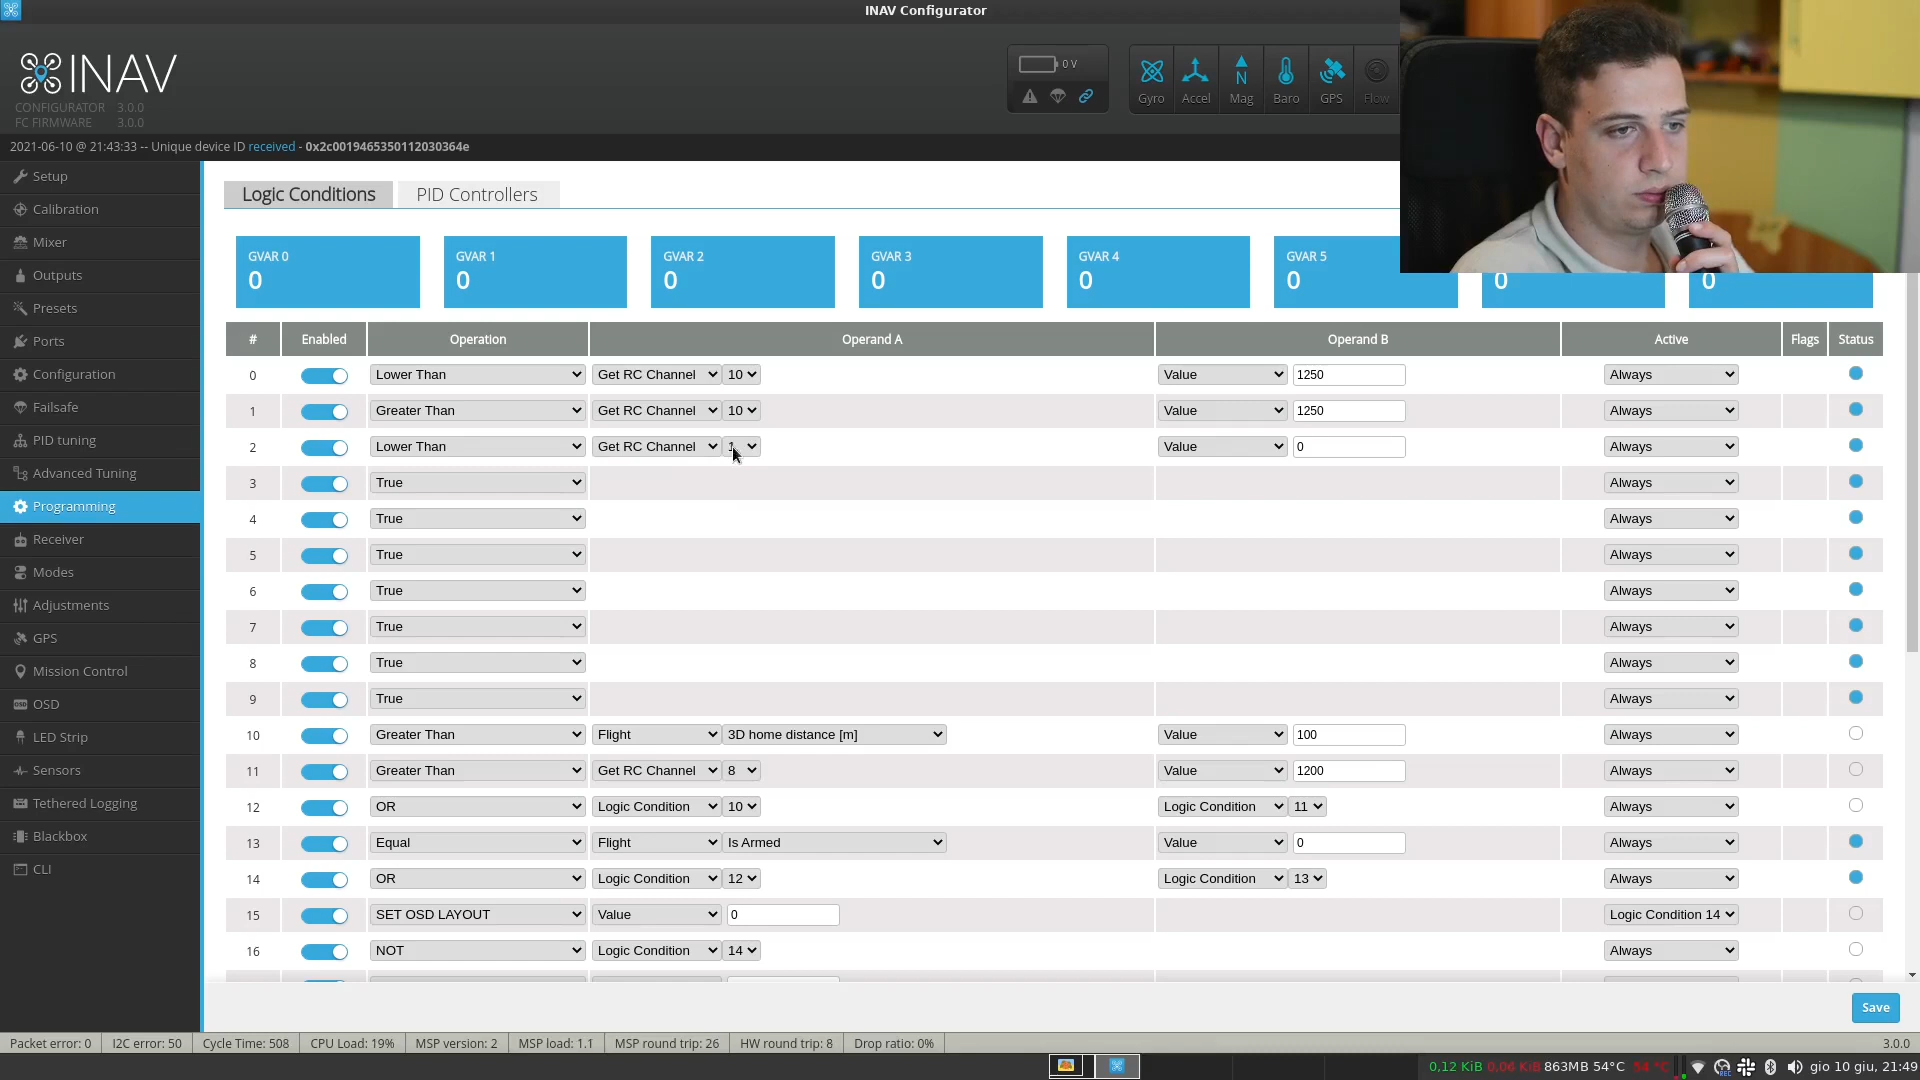 INAV Configurator
INAV
CONFIGURATOR 3.0.0
FC FIRMWARE 3.0.0
0 V
Gyro Accel Mag Baro GPS Flow
2021-06-10 @ 21:43:33 -- Unique device ID received - 0x2c00194653501120303​64e
Setup
Calibration
Mixer
Outputs
Presets
Ports
Configuration
Failsafe
PID tuning
Advanced Tuning
Programming
Receiver
Modes
Adjustments
GPS
Mission Control
OSD
LED Strip
Sensors
Tethered Logging
Blackbox
CLI
Logic Conditions PID Controllers
GVAR 0 GVAR 1 GVAR 2 GVAR 3 GVAR 4 GVAR 5
0 0 0 0 0 0 0 0
# Enabled Operation Operand A Operand B Active Flags Status
0 Lower Than Get RC Channel 10 Value 1250 Always
1 Greater Than Get RC Channel 10 Value 1250 Always
2 Lower Than Get RC Channel Value 0 Always
3 True Always
4 True Always
5 True Always
6 True Always
7 True Always
8 True Always
9 True Always
10 Greater Than Flight 3D home distance [m] Value 100 Always
11 Greater Than Get RC Channel 8 Value 1200 Always
12 OR Logic Condition 10 Logic Condition 11 Always
13 Equal Flight Is Armed Value 0 Always
14 OR Logic Condition 12 Logic Condition 13 Always
15 SET OSD LAYOUT Value 0 Logic Condition 14
16 NOT Logic Condition 14 Always
Save
Packet error: 0 I2C error: 50 Cycle Time: 508 CPU Load: 19% MSP version: 2 MSP load: 1.1 MSP round trip: 26 HW round trip: 8 Drop ratio: 0% 3.0.0
0,12 KiB 0,06 KiB 863MB 54°C 54 °C gio 10 giu, 21:49